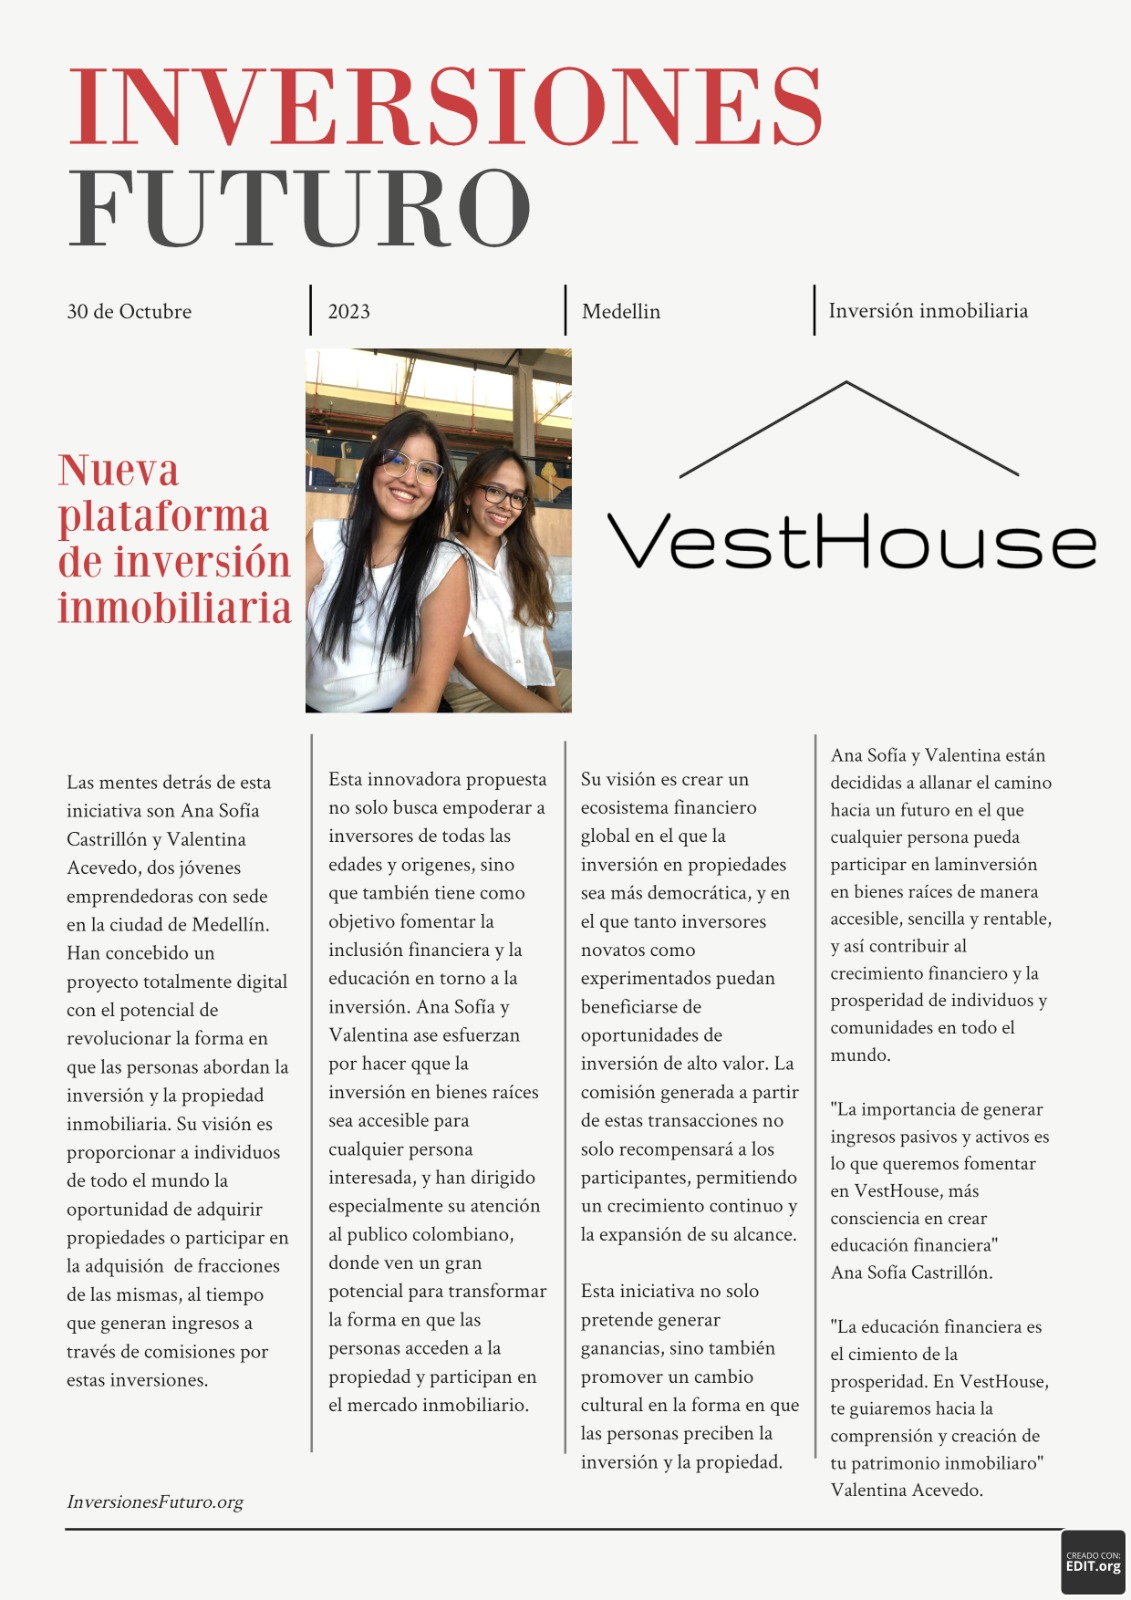 INVERSIONES
FUTURO
30 de Octubre
2023
Medellin
Inversión inmobiliaria
Nueva
plataforma
de inversión
inmobiliaria
VestHouse
Las mentes detrás de esta
iniciativa son Ana Sofía
Castrillón y Valentina
Acevedo, dos jóvenes
emprendedoras con sede
en la ciudad de Medellín.
Han concebido un
proyecto totalmente digital
con el potencial de
revolucionar la forma en
que las personas abordan la
inversión y la propiedad
inmobiliaria. Su visión es
proporcionar a individuos
de todo el mundo la
oportunidad de adquirir
propiedades o participar en
la adquisión  de fracciones
de las mismas, al tiempo
que generan ingresos a
través de comisiones por
estas inversiones.
Esta innovadora propuesta
no solo busca empoderar a
inversores de todas las
edades y origenes, sino
que también tiene como
objetivo fomentar la
inclusión financiera y la
educación en torno a la
inversión. Ana Sofía y
Valentina ase esfuerzan
por hacer qque la
inversión en bienes raíces
sea accesible para
cualquier persona
interesada, y han dirigido
especialmente su atención
al publico colombiano,
donde ven un gran
potencial para transformar
la forma en que las
personas acceden a la
propiedad y participan en
el mercado inmobiliario.
Su visión es crear un
ecosistema financiero
global en el que la
inversión en propiedades
sea más democrática, y en
el que tanto inversores
novatos como
experimentados puedan
beneficiarse de
oportunidades de
inversión de alto valor. La
comisión generada a partir
de estas transacciones no
solo recompensará a los
participantes, permitiendo
un crecimiento continuo y
la expansión de su alcance.
Esta iniciativa no solo
pretende generar
ganancias, sino también
promover un cambio
cultural en la forma en que
las personas preciben la
inversión y la propiedad.
Ana Sofía y Valentina están
decididas a allanar el camino
hacia un futuro en el que
cualquier persona pueda
participar en laminversión
en bienes raíces de manera
accesible, sencilla y rentable,
y así contribuir al
crecimiento financiero y la
prosperidad de individuos y
comunidades en todo el
mundo.
"La importancia de generar
ingresos pasivos y activos es
lo que queremos fomentar
en VestHouse, más
consciencia en crear
educación financiera"
Ana Sofía Castrillón.
"La educación financiera es
el cimiento de la
prosperidad. En VestHouse,
te guiaremos hacia la
comprensión y creación de
tu patrimonio inmobiliaro"
Valentina Acevedo.
InversionesFuturo.org
CREADO CON:
EDIT.org